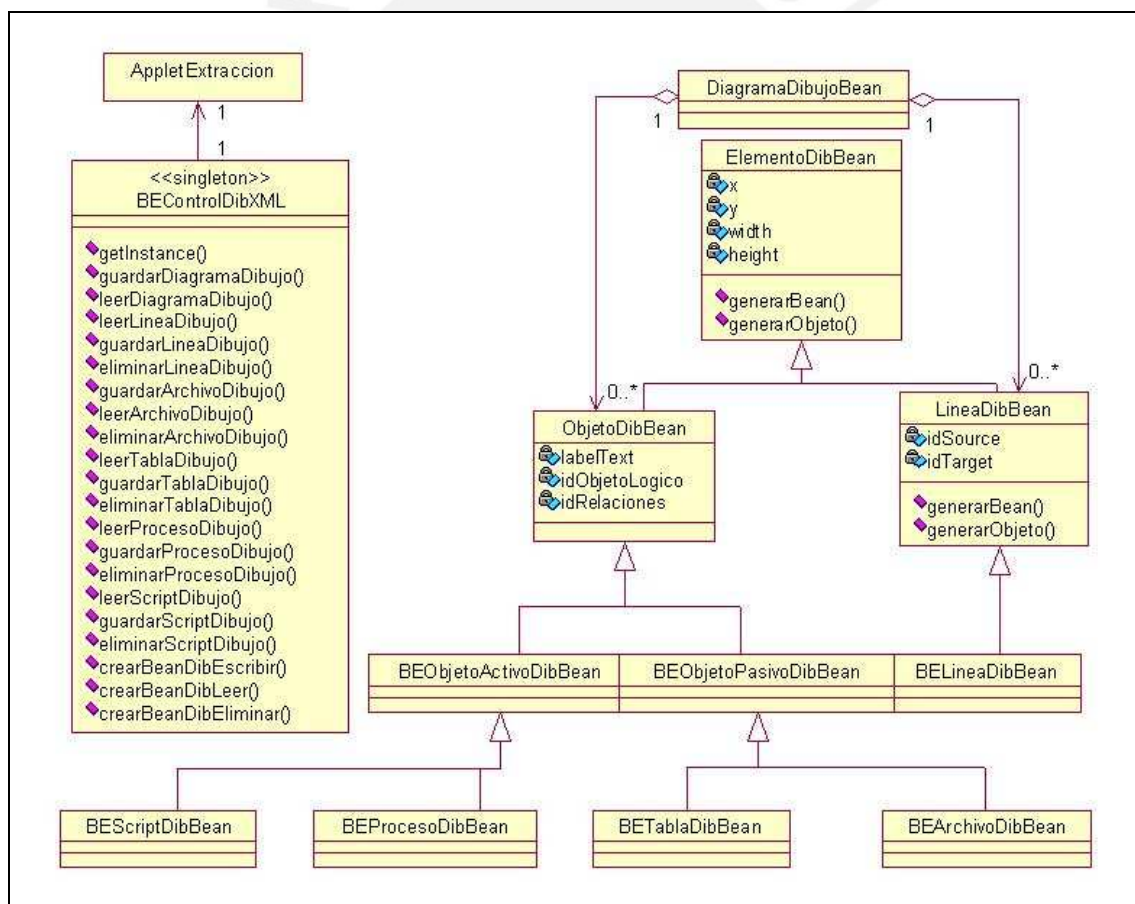 AppletExtraccion
1
1
<<singleton>>
BEControlDibXML
getInstance()
guardarDiagramaDibujo()
leerDiagramaDibujo()
leerLineaDibujo()
guardarLineaDibujo()
eliminarLineaDibujo()
guardarArchivoDibujo()
leerArchivoDibujo()
eliminarArchivoDibujo()
leerTablaDibujo()
guardarTablaDibujo()
eliminarTablaDibujo()
leerProcesoDibujo()
guardarProcesoDibujo()
eliminarProcesoDibujo()
leerScriptDibujo()
guardarScriptDibujo()
eliminarScriptDibujo()
crearBeanDibEscribir()
crearBeanDibLeer()
crearBeanDibEliminar()
DiagramaDibujoBean
1
1
ElementoDibBean
x
y
width
height
generarBean()
generarObjeto()
0..*
0..*
ObjetoDibBean
labelText
idObjetoLogico
idRelaciones
LineaDibBean
idSource
idTarget
generarBean()
generarObjeto()
BEObjetoActivoDibBean
BEObjetoPasivoDibBean
BELineaDibBean
BEScriptDibBean
BEProcesoDibBean
BETablaDibBean
BEArchivoDibBean